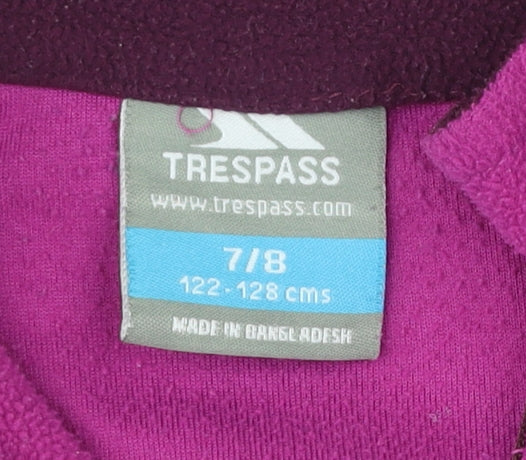 TRESPASS
www.trespass.com
7/8
122-128 cms
MADE IN BANGLADESH